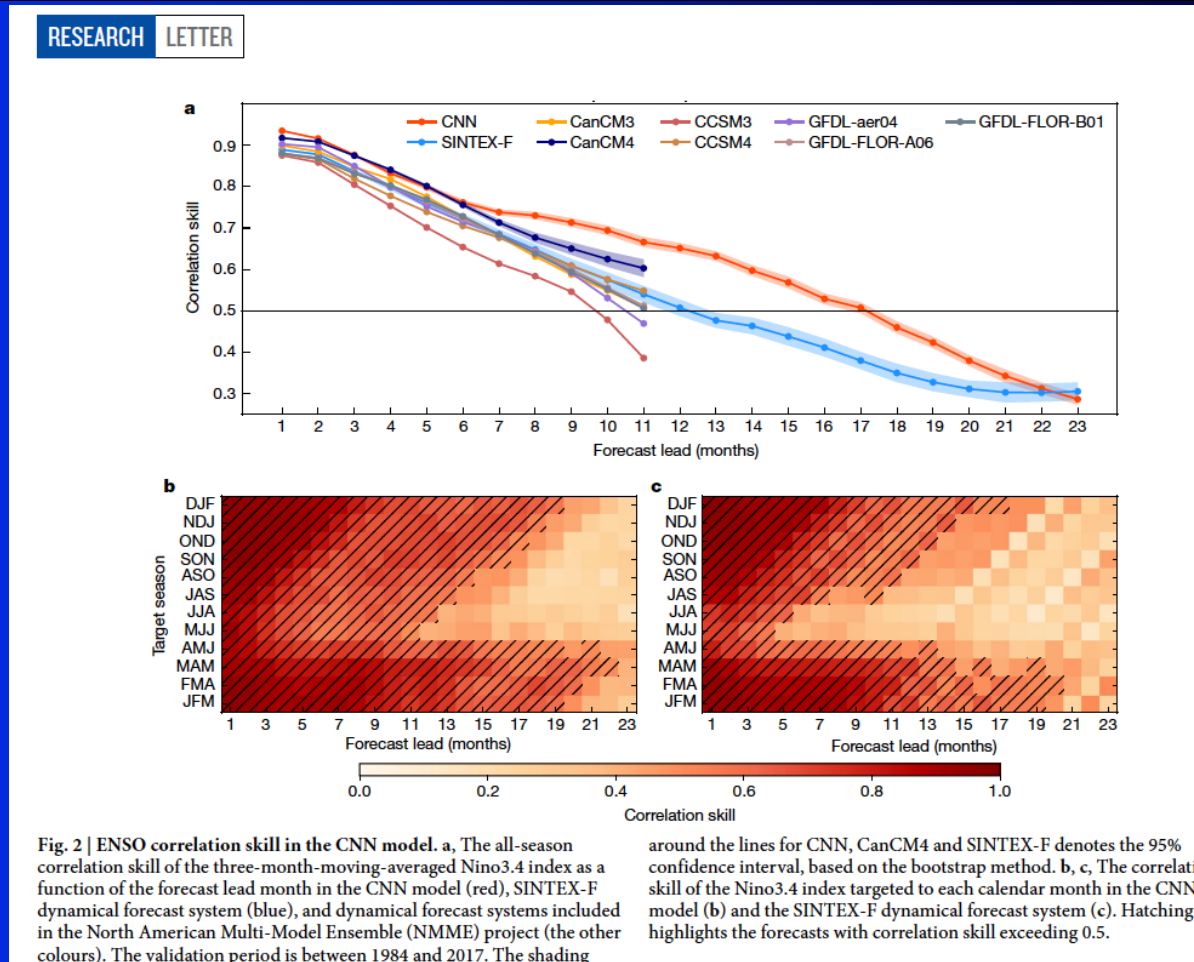 RESEARCH LETTER
a
CNN CanCM3 CCSM3 GFDL-aer04 GFDL-FLOR-B01
SINTEX-F CanCM4 CCSM4 GFDL-FLOR-A06
Correlation skill
0.9
0.8
0.7
0.6
0.5
0.4
0.3
1 2 3 4 5 6 7 8 9 10 11 12 13 14 15 16 17 18 19 20 21 22 23
Forecast lead (months)
b
Target season
DJF
NDJ
OND
SON
ASO
JAS
JJA
MJJ
AMJ
MAM
FMA
JFM
1 3 5 7 9 11 13 15 17 19 21 23
Forecast lead (months)
c
DJF
NDJ
OND
SON
ASO
JAS
JJA
MJJ
AMJ
MAM
FMA
JFM
1 3 5 7 9 11 13 15 17 19 21 23
Forecast lead (months)
0.0 0.2 0.4 0.6 0.8 1.0
Correlation skill
Fig. 2 | ENSO correlation skill in the CNN model. a, The all-season
correlation skill of the three-month-moving-averaged Nino3.4 index as a
function of the forecast lead month in the CNN model (red), SINTEX-F
dynamical forecast system (blue), and dynamical forecast systems included
in the North American Multi-Model Ensemble (NMME) project (the other
colours). The validation period is between 1984 and 2017. The shading
around the lines for CNN, CanCM4 and SINTEX-F denotes the 95%
confidence interval, based on the bootstrap method. b, c, The correlati
skill of the Nino3.4 index targeted to each calendar month in the CNN
model (b) and the SINTEX-F dynamical forecast system (c). Hatching
highlights the forecasts with correlation skill exceeding 0.5.